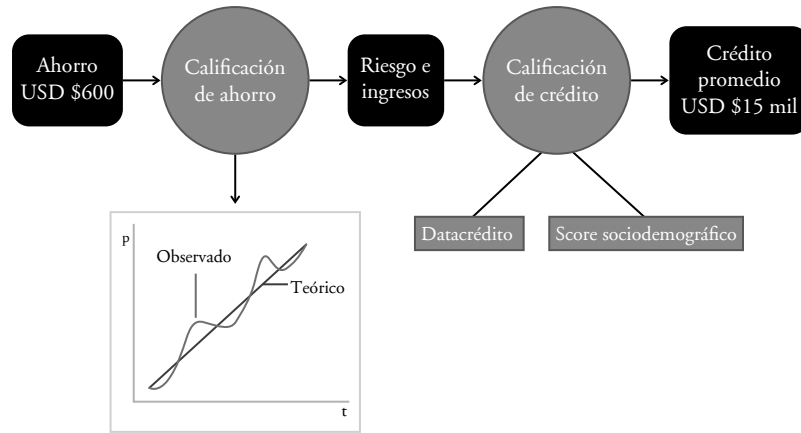 Ahorro
USD $600
Calificación
de ahorro
Riesgo e
ingresos
Calificación
de crédito
Crédito
promedio
USD $15 mil
Datacrédito
Score sociodemográfico
p
Observado
Teórico
t